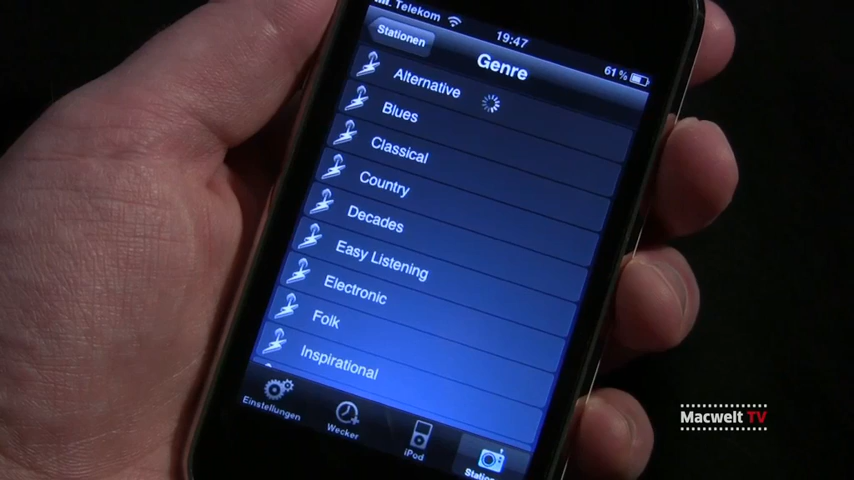 Telekom
19:47
61 %
Stationen
Genre
Alternative
Blues
Classical
Country
Decades
Easy Listening
Electronic
Folk
Inspirational
Einstellungen
Wecker
iPod
Macwelt TV